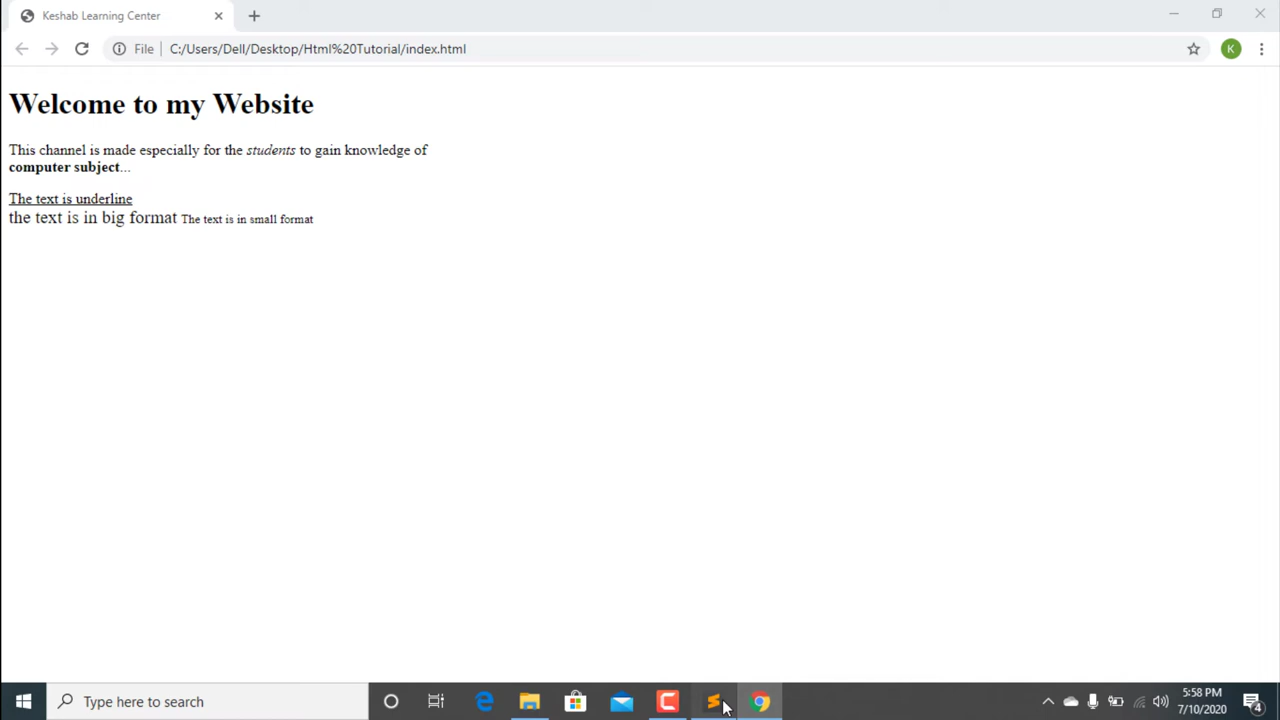 Keshab Learning Center
File C:/Users/Dell/Desktop/Html%20Tutorial/index.html
K
Welcome to my Website
This channel is made especially for the students to gain knowledge of
computer subject...
The text is underline
the text is in big format The text is in small format
Type here to search
5:58 PM
7/10/2020
4